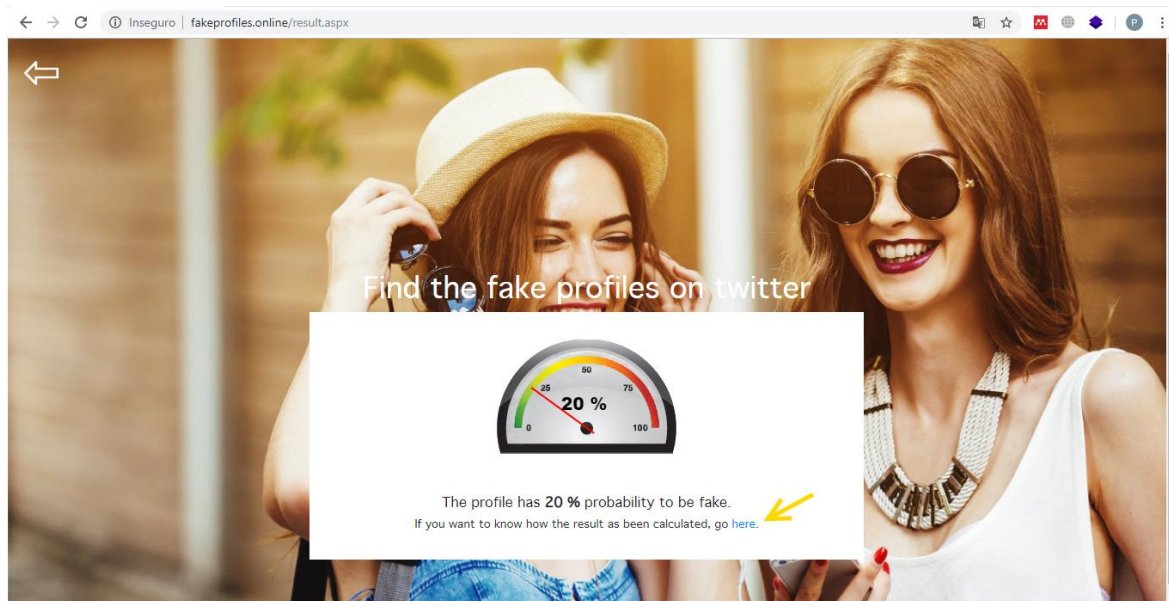 Inseguro | fakeprofiles.online/result.aspx
P
Find the fake profiles on twitter
50
25 75
20 %
0 100
The profile has 20 % probability to be fake.
If you want to know how the result as been calculated, go here.